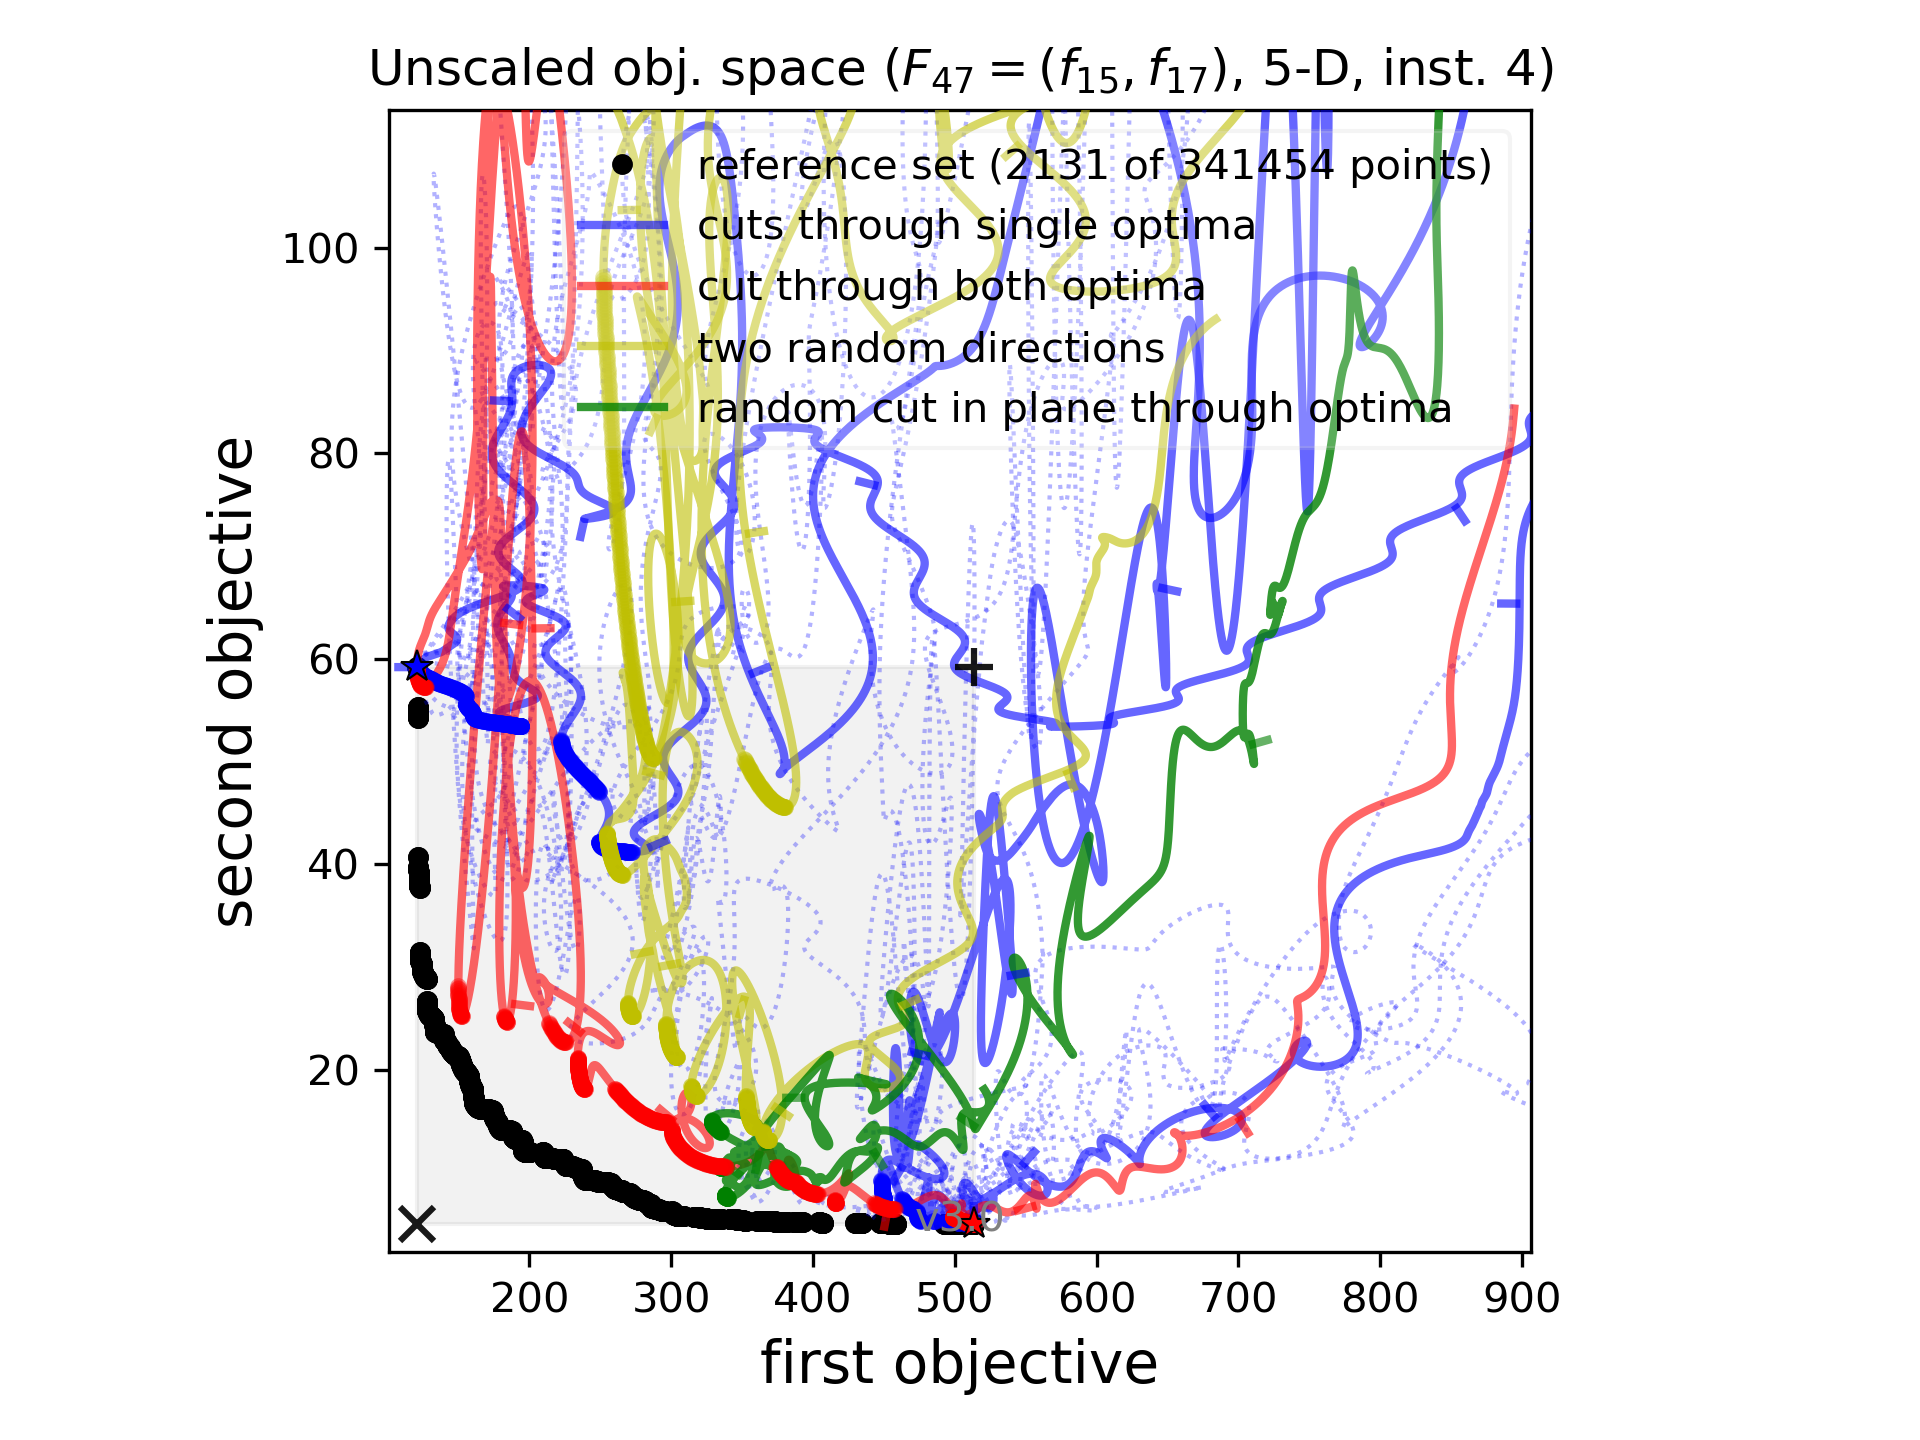 Unscaled obj. space (F47 = (f15, f17), 5-D, inst. 4)
reference set (2131 of 341454 points)
cuts through single optima
cut through both optima
two random directions
random cut in plane through optima
100
80
60
40
20
second objective
v3.0
200 300 400 500 600 700 800 900
first objective